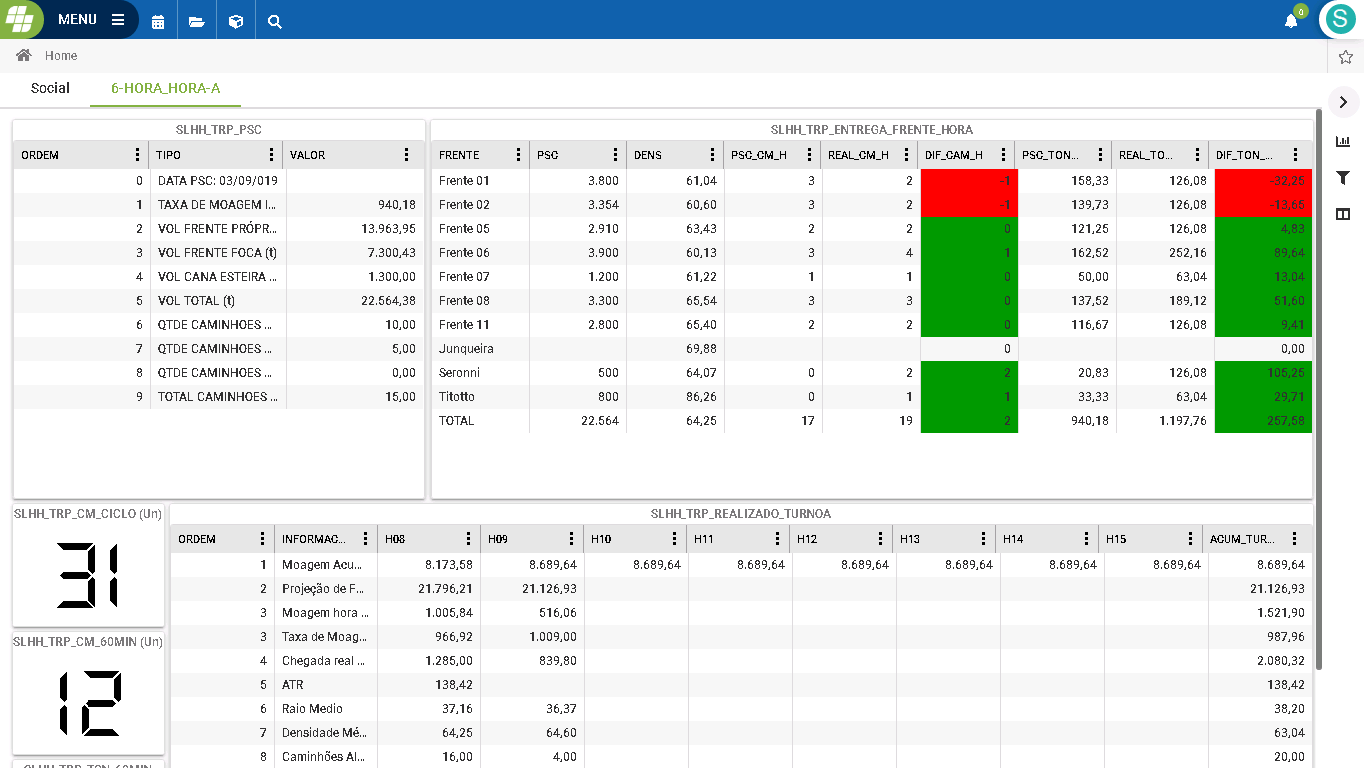 MENU
0
S
Home
Social 6-HORA_HORA-A
SLHH_TRP_PSC
ORDEM TIPO VALOR
0 DATA PSC: 03/09/019
1 TAXA DE MOAGEM I... 940,18
2 VOL FRENTE PRÓPR... 13.963,95
3 VOL FRENTE FOCA (t) 7.300,43
4 VOL CANA ESTEIRA ... 1.300,00
5 VOL TOTAL (t) 22.564,38
6 QTDE CAMINHOES ... 10,00
7 QTDE CAMINHOES ... 5,00
8 QTDE CAMINHOES ... 0,00
9 TOTAL CAMINHOES ... 15,00
SLHH_TRP_ENTREGA_FRENTE_HORA
FRENTE PSC DENS PSC_CM_H REAL_CM_H DIF_CAM_H PSC_TON... REAL_TO... DIF_TON_...
Frente 01 3.800 61,04 3 2 -1 158,33 126,08 -32,25
Frente 02 3.354 60,60 3 2 -1 139,73 126,08 -13,65
Frente 05 2.910 63,43 2 2 0 121,25 126,08 4,83
Frente 06 3.900 60,13 3 4 1 162,52 252,16 89,64
Frente 07 1.200 61,22 1 1 0 50,00 63,04 13,04
Frente 08 3.300 65,54 3 3 0 137,52 189,12 51,60
Frente 11 2.800 65,40 2 2 0 116,67 126,08 9,41
Junqueira 69,88 0 0,00
Seronni 500 64,07 0 2 2 20,83 126,08 105,25
Titotto 800 86,26 0 1 1 33,33 63,04 29,71
TOTAL 22.564 64,25 17 19 2 940,18 1.197,76 257,58
SLHH_TRP_CM_CICLO (Un)
31
SLHH_TRP_CM_60MIN (Un)
12
SLHH_TRP_TON_60MIN
SLHH_TRP_REALIZADO_TURNOA
ORDEM INFORMAC... H08 H09 H10 H11 H12 H13 H14 H15 ACUM_TUR...
1 Moagem Acu... 8.173,58 8.689,64 8.689,64 8.689,64 8.689,64 8.689,64 8.689,64 8.689,64 8.689,64
2 Projeção de F... 21.796,21 21.126,93 21.126,93
3 Moagem hora ... 1.005,84 516,06 1.521,90
3 Taxa de Moag... 966,92 1.009,00 987,96
4 Chegada real ... 1.285,00 839,80 2.080,32
5 ATR 138,42 138,42
6 Raio Medio 37,16 36,37 38,20
7 Densidade Mé... 64,25 64,60 63,04
8 Caminhões Al... 16,00 4,00 20,00